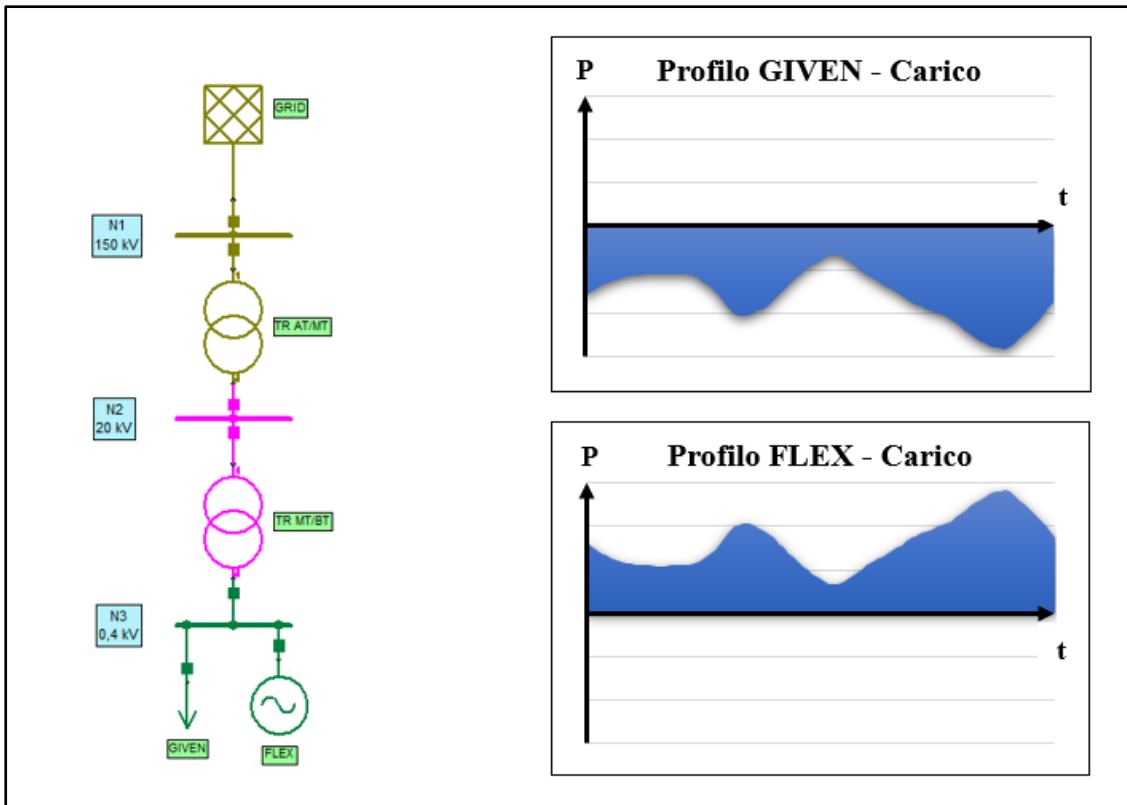 GRID
N1
150 kV
TR AT/MT
N2
20 kV
TR MT/BT
N3
0,4 kV
GIVEN
FLEX
P Profilo GIVEN - Carico
t
P Profilo FLEX - Carico
t